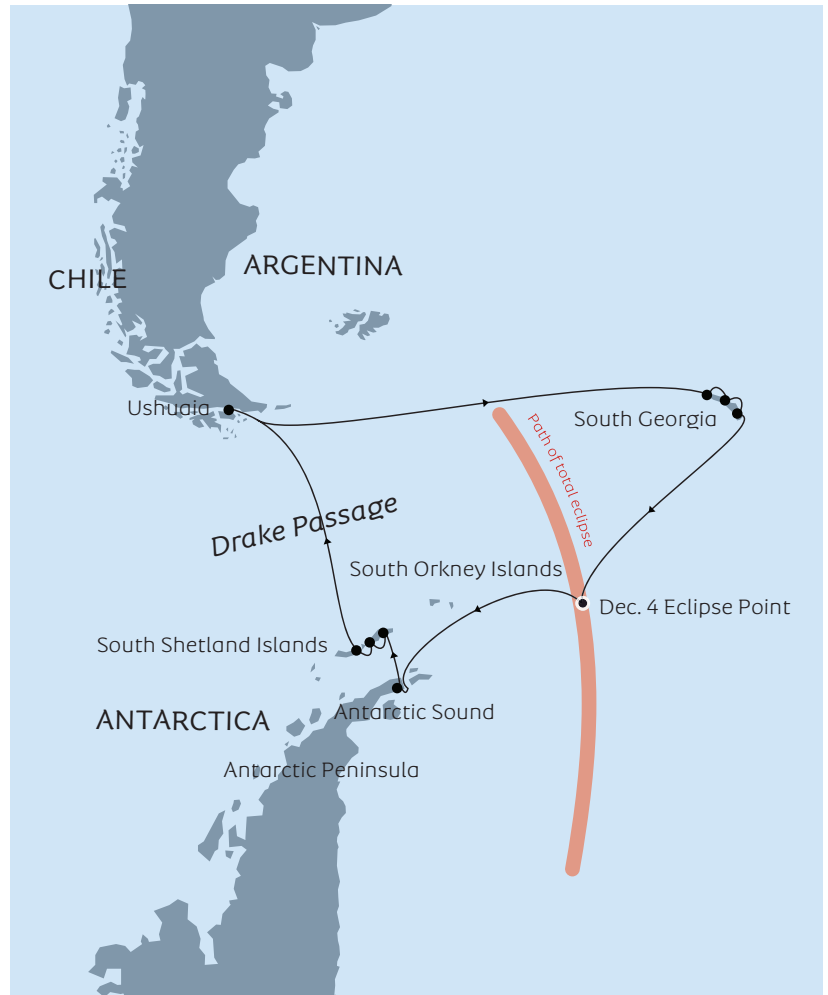 ARGENTINA
CHILE
Ushuaia
South Georgia
Path of total eclipse
Drake Passage
South Orkney Islands
Dec. 4 Eclipse Point
South Shetland Islands
Antarctic Sound
ANTARCTICA
Antarctic Peninsula